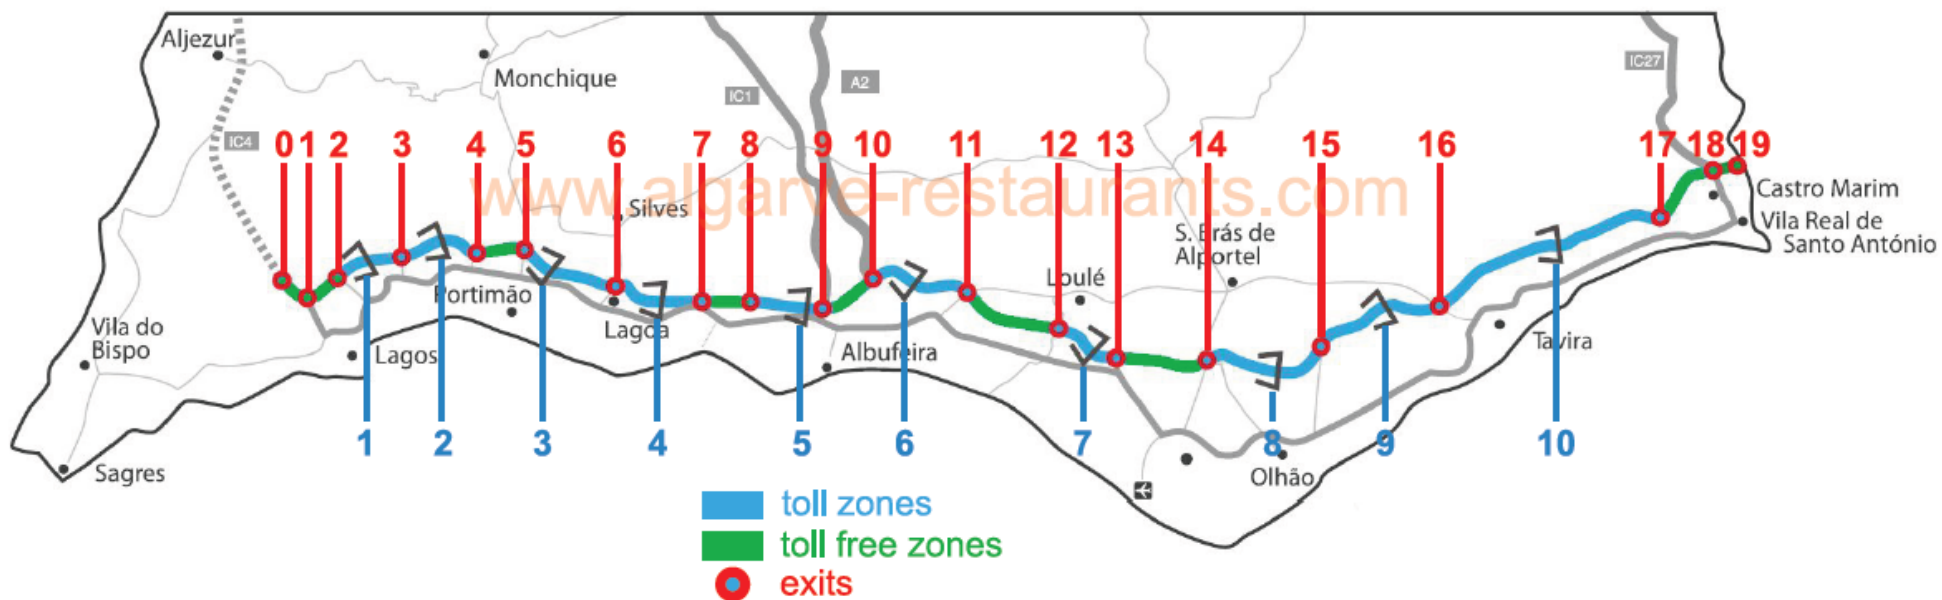 Aljezur
Monchique
IC1
A2
IC27
IC4
0 1 2 3 4 5 6 7 8 9 10 11 12 13 14 15 16 17 18 19
www.algarve-restaurants.com
Castro Marim
Silves
Vila Real de
Santo António
S. Brás de
Alportel
Loulé
Portimão
Lagoa
Vila do
Bispo
Lagos
Albufeira
Tavira
1 2 3 4 5 6 7 8 9 10
Sagres
Olhão
toll zones
toll free zones
exits